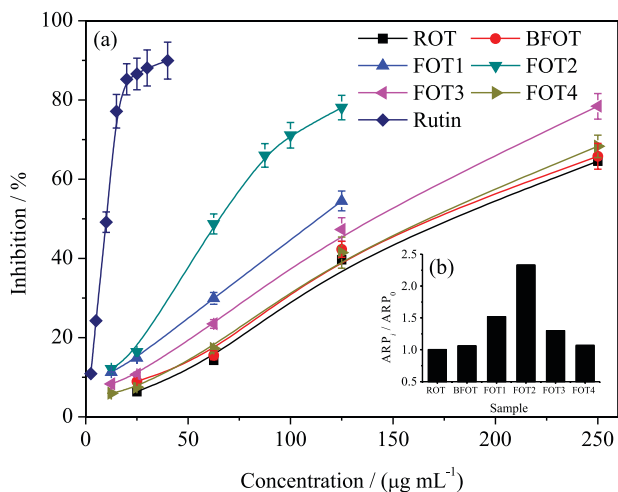 (a)
ROT
BFOT
FOT1
FOT2
FOT3
FOT4
Rutin
100
80
60
40
20
0
Inhibition / %
0
50
100
150
200
250
Concentration / (μg mL⁻¹)
(b)
2.5
2.0
1.5
1.0
0.5
ARPᵢ / ARP₀
ROT BFOT FOT1 FOT2 FOT3 FOT4
Sample